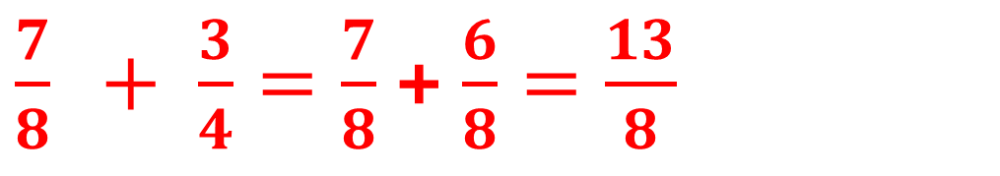 7/8 + 3/4 = 7/8 + 6/8 = 13/8